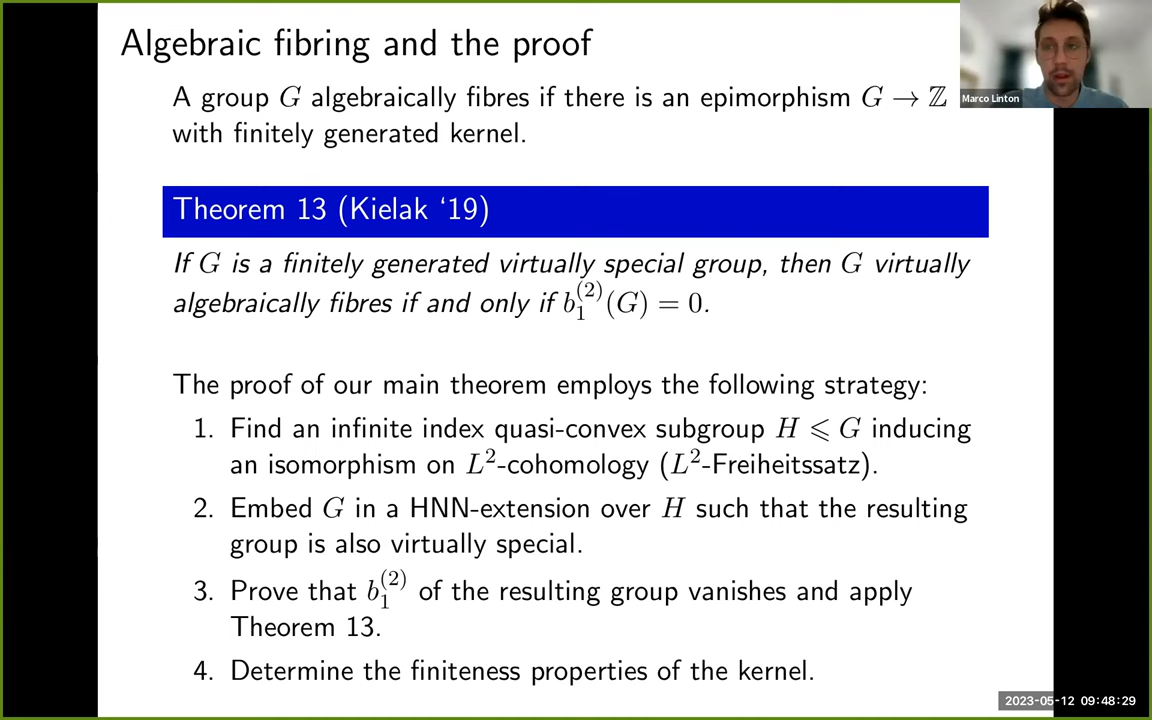 Algebraic fibring and the proof
A group G algebraically fibres if there is an epimorphism G → ℤ
with finitely generated kernel.
Marco Linton
Theorem 13 (Kielak ‘19)
If G is a finitely generated virtually special group, then G virtually
algebraically fibres if and only if b₁⁽²⁾(G) = 0.
The proof of our main theorem employs the following strategy:
1. Find an infinite index quasi-convex subgroup H ⩽ G inducing
an isomorphism on L²-cohomology (L²-Freiheitssatz).
2. Embed G in a HNN-extension over H such that the resulting
group is also virtually special.
3. Prove that b₁⁽²⁾ of the resulting group vanishes and apply
Theorem 13.
4. Determine the finiteness properties of the kernel.
2023-05-12 09:48:29